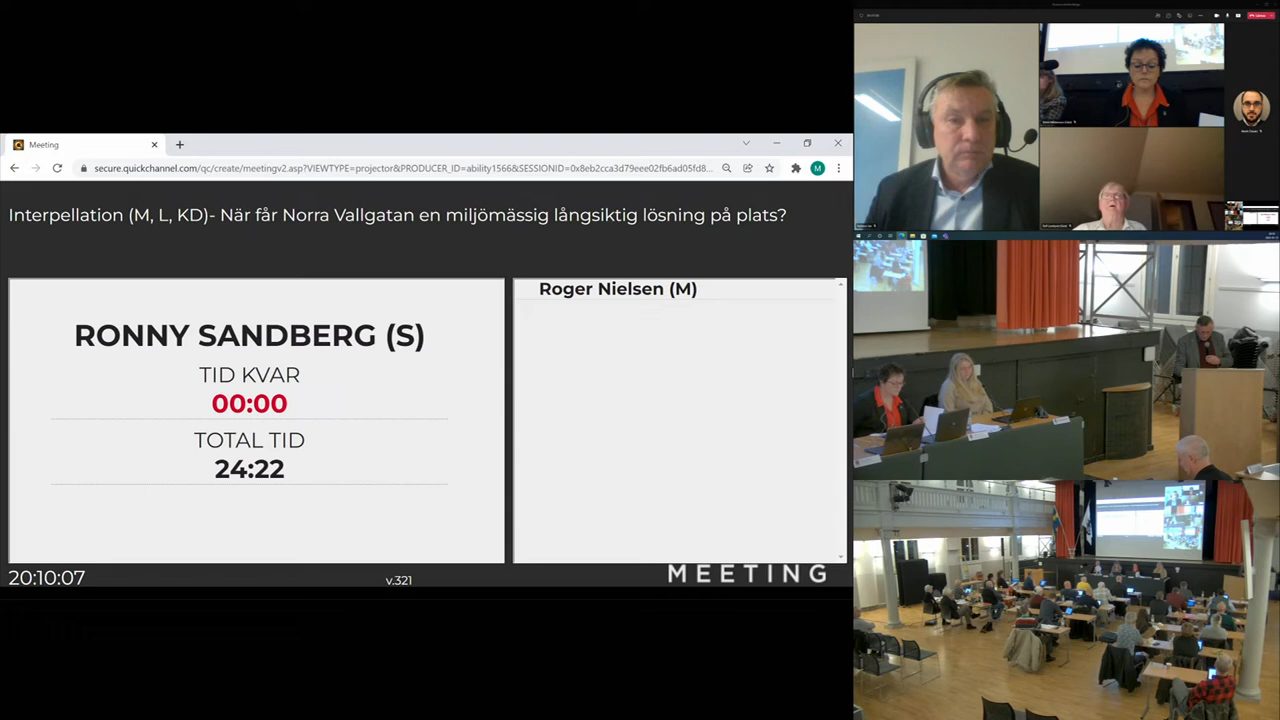 Meeting
secure.quickchannel.com/qc/create/meetingv2.asp?VIEWTYPE=projector&PRODUCER_ID=ability1566&SESSIONID=0x8eb2cca3d79eee02fb6ad05fd8...
M
Interpellation (M, L, KD)- När får Norra Vallgatan en miljömässig långsiktig lösning på plats?
RONNY SANDBERG (S)
TID KVAR
00:00
TOTAL TID
24:22
Roger Nielsen (M)
20:10:07
v.321
MEETING